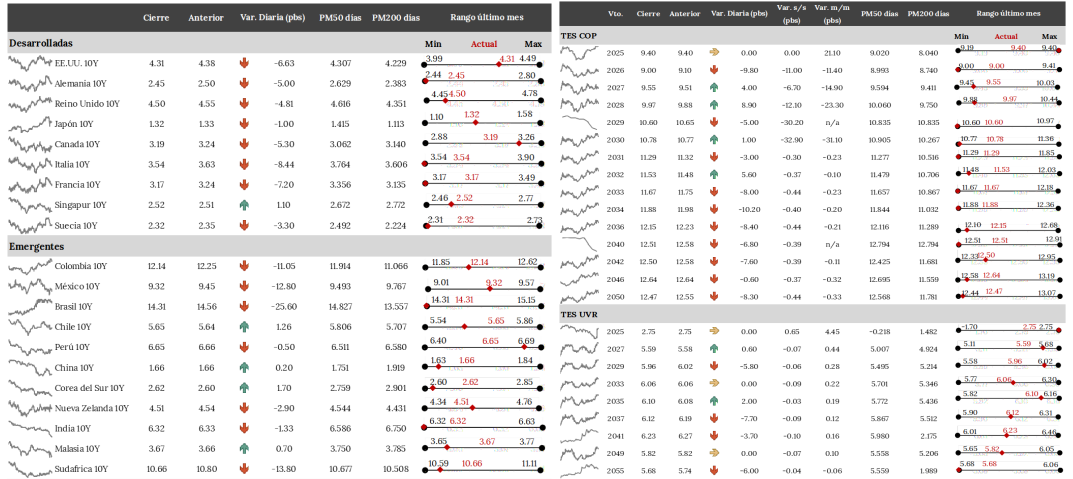 Cierre Anterior Var. Diaria (pbs) PM50 días PM200 días Rango último mes
Desarrolladas Min Actual Max
EE.UU. 10Y 4.31 4.38 -6.63 4.307 4.229 3.99 4.31 4.49
Alemania 10Y 2.45 2.50 -5.00 2.629 2.383 2.44 2.45 2.80
Reino Unido 10Y 4.50 4.55 -4.81 4.616 4.351 4.45 4.50 4.78
Japón 10Y 1.32 1.33 -1.00 1.415 1.113 1.10 1.32 1.58
Canada 10Y 3.19 3.24 -5.30 3.062 3.140 2.88 3.19 3.26
Italia 10Y 3.54 3.63 -8.44 3.764 3.606 3.54 3.54 3.90
Francia 10Y 3.17 3.24 -7.20 3.356 3.135 3.17 3.17 3.49
Singapur 10Y 2.52 2.51 1.10 2.672 2.772 2.46 2.52 2.77
Suecia 10Y 2.32 2.35 -3.30 2.492 2.224 2.31 2.32 2.73
Emergentes
Colombia 10Y 12.14 12.25 -11.05 11.914 11.066 11.85 12.14 12.62
México 10Y 9.32 9.45 -12.80 9.493 9.767 9.01 9.32 9.57
Brasil 10Y 14.31 14.56 -25.60 14.827 13.557 14.31 14.31 15.15
Chile 10Y 5.65 5.64 1.26 5.806 5.707 5.54 5.65 5.86
Perú 10Y 6.65 6.66 -0.50 6.511 6.580 6.40 6.65 6.69
China 10Y 1.66 1.66 0.20 1.751 1.919 1.63 1.66 1.84
Corea del Sur 10Y 2.62 2.60 1.70 2.759 2.901 2.60 2.62 2.85
Nueva Zelanda 10Y 4.51 4.54 -2.90 4.544 4.431 4.34 4.51 4.76
India 10Y 6.32 6.33 -1.33 6.586 6.750 6.32 6.32 6.63
Malasia 10Y 3.67 3.66 0.70 3.750 3.785 3.65 3.67 3.77
Sudafrica 10Y 10.66 10.80 -13.80 10.677 10.508 10.59 10.66 11.11
Vto. Cierre Anterior Var. Diaria (pbs) Var. s/s (pbs) Var. m/m (pbs) PM50 días PM200 días Rango último mes
TES COP Min Actual Max
2025 9.40 9.40 0.00 0.00 21.10 9.020 8.040 9.19 9.40 9.40
2026 9.00 9.10 -9.80 -11.00 -11.40 8.993 8.740 9.00 9.00 9.41
2027 9.55 9.51 4.00 -6.70 -14.90 9.594 9.411 9.45 9.55 10.03
2028 9.97 9.88 8.90 -12.10 -23.30 10.060 9.750 9.88 9.97 10.44
2029 10.60 10.65 -5.00 -30.20 n/a 10.835 10.835 10.60 10.60 10.97
2030 10.78 10.77 1.00 -32.90 -31.10 10.905 10.267 10.77 10.78 11.36
2031 11.29 11.32 -3.00 -0.30 -0.23 11.277 10.516 11.29 11.29 11.85
2032 11.53 11.48 5.60 -0.37 -0.10 11.479 10.706 11.48 11.53 12.03
2033 11.67 11.75 -8.00 -0.44 -0.23 11.657 10.867 11.67 11.67 12.18
2034 11.88 11.98 -10.20 -0.40 -0.20 11.844 11.032 11.88 11.88 12.36
2036 12.15 12.23 -8.40 -0.44 -0.21 12.116 11.289 12.10 12.15 12.68
2040 12.51 12.58 -6.80 -0.39 n/a 12.794 12.794 12.51 12.51 12.91
2042 12.50 12.58 -7.60 -0.39 -0.11 12.425 11.681 12.33 12.50 12.95
2046 12.64 12.64 -0.60 -0.37 -0.32 12.695 11.559 12.58 12.64 13.19
2050 12.47 12.55 -8.30 -0.44 -0.33 12.568 11.781 12.44 12.47 13.07
TES UVR
2025 2.75 2.75 0.00 0.65 4.45 -0.218 1.482 -1.70 2.75 2.75
2027 5.59 5.58 0.60 -0.07 0.44 5.007 4.924 5.11 5.59 5.68
2029 5.96 6.02 -5.80 -0.06 0.28 5.495 5.214 5.58 5.96 6.02
2033 6.06 6.06 0.00 -0.09 0.22 5.701 5.346 5.77 6.06 6.30
2035 6.10 6.08 2.00 -0.03 0.19 5.772 5.436 5.82 6.10 6.16
2037 6.12 6.19 -7.70 -0.09 0.12 5.867 5.512 5.90 6.12 6.31
2041 6.23 6.27 -3.70 -0.10 0.16 5.980 2.175 6.01 6.23 6.46
2049 5.82 5.82 0.00 -0.07 0.10 5.558 5.206 5.65 5.82 6.05
2055 5.68 5.74 -6.00 -0.04 -0.06 5.559 1.989 5.68 5.68 6.06